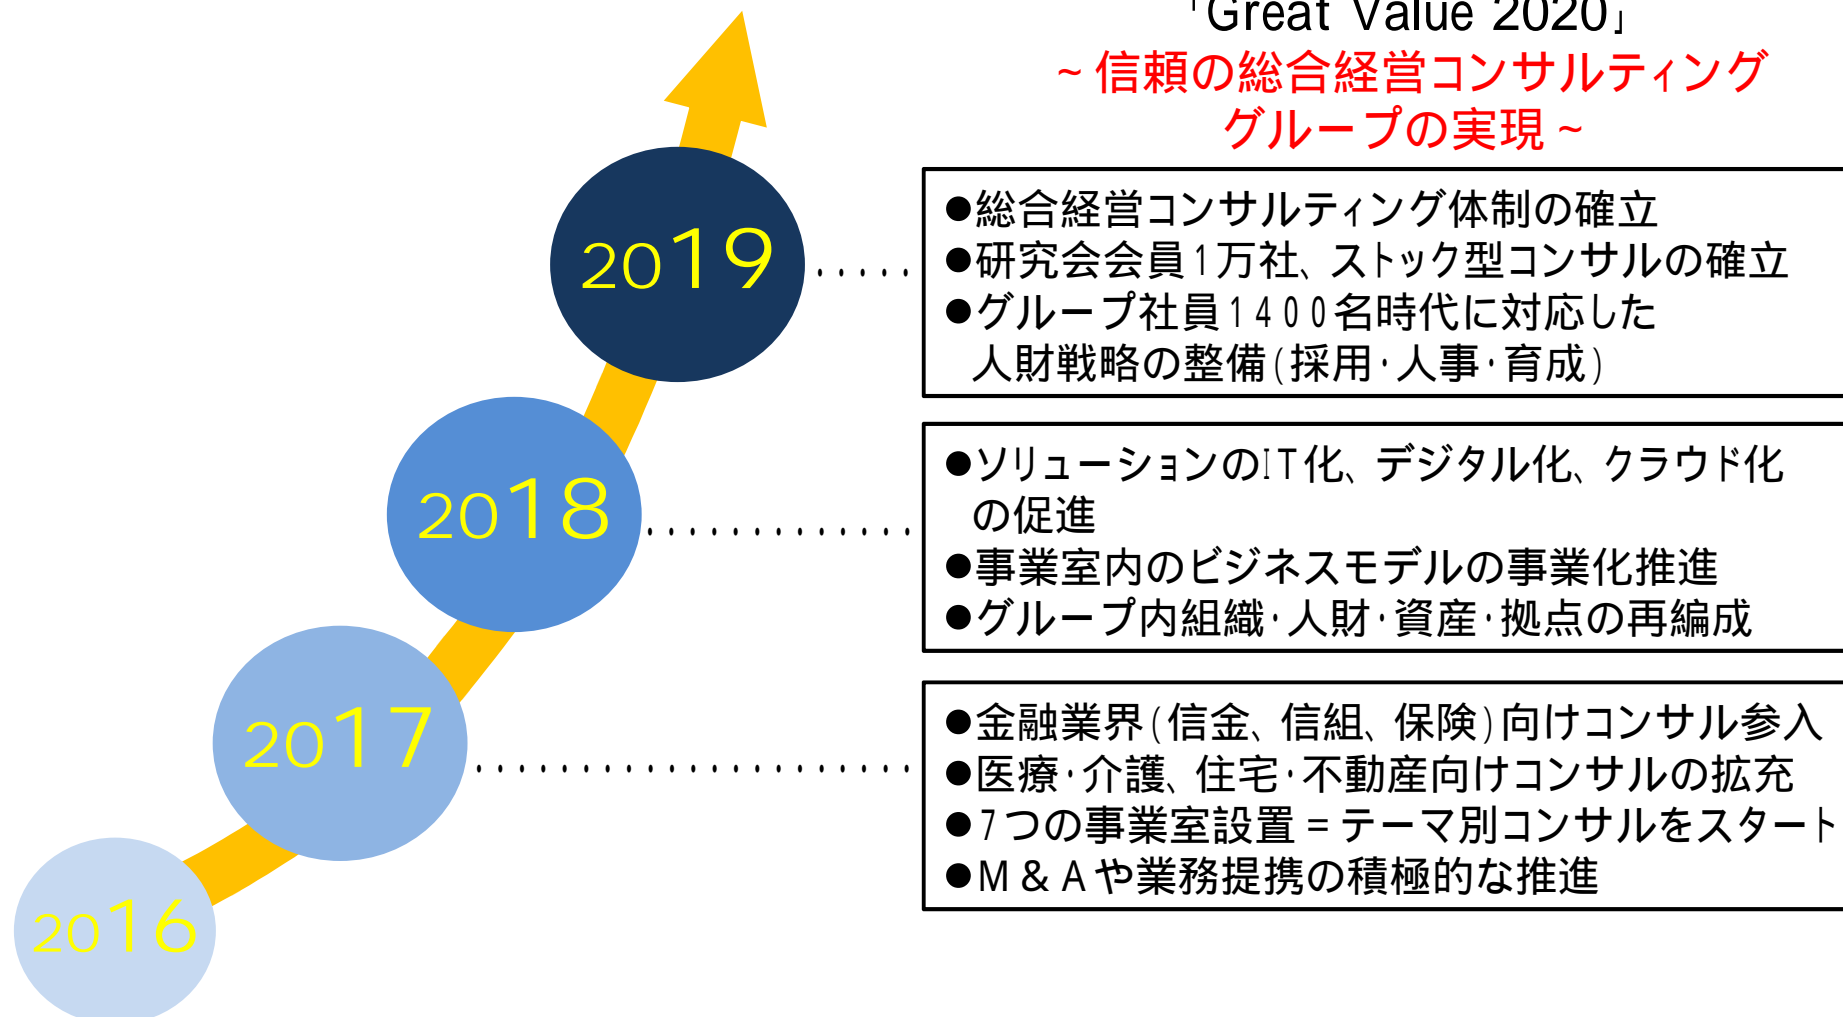 「Great Value 2020」
~信頼の総合経営コンサルティング
グループの実現~
2019
●総合経営コンサルティング体制の確立
●研究会会員1万社、ストック型コンサルの確立
●グループ社員1400名時代に対応した
人財戦略の整備(採用・人事・育成)
2018
●ソリューションのIT化、デジタル化、クラウド化
の促進
●事業室内のビジネスモデルの事業化推進
●グループ内組織・人財・資産・拠点の再編成
2017
●金融業界(信金、信組、保険)向けコンサル参入
●医療・介護、住宅・不動産向けコンサルの拡充
●7つの事業室設置=テーマ別コンサルをスタート
●M&Aや業務提携の積極的な推進
2016